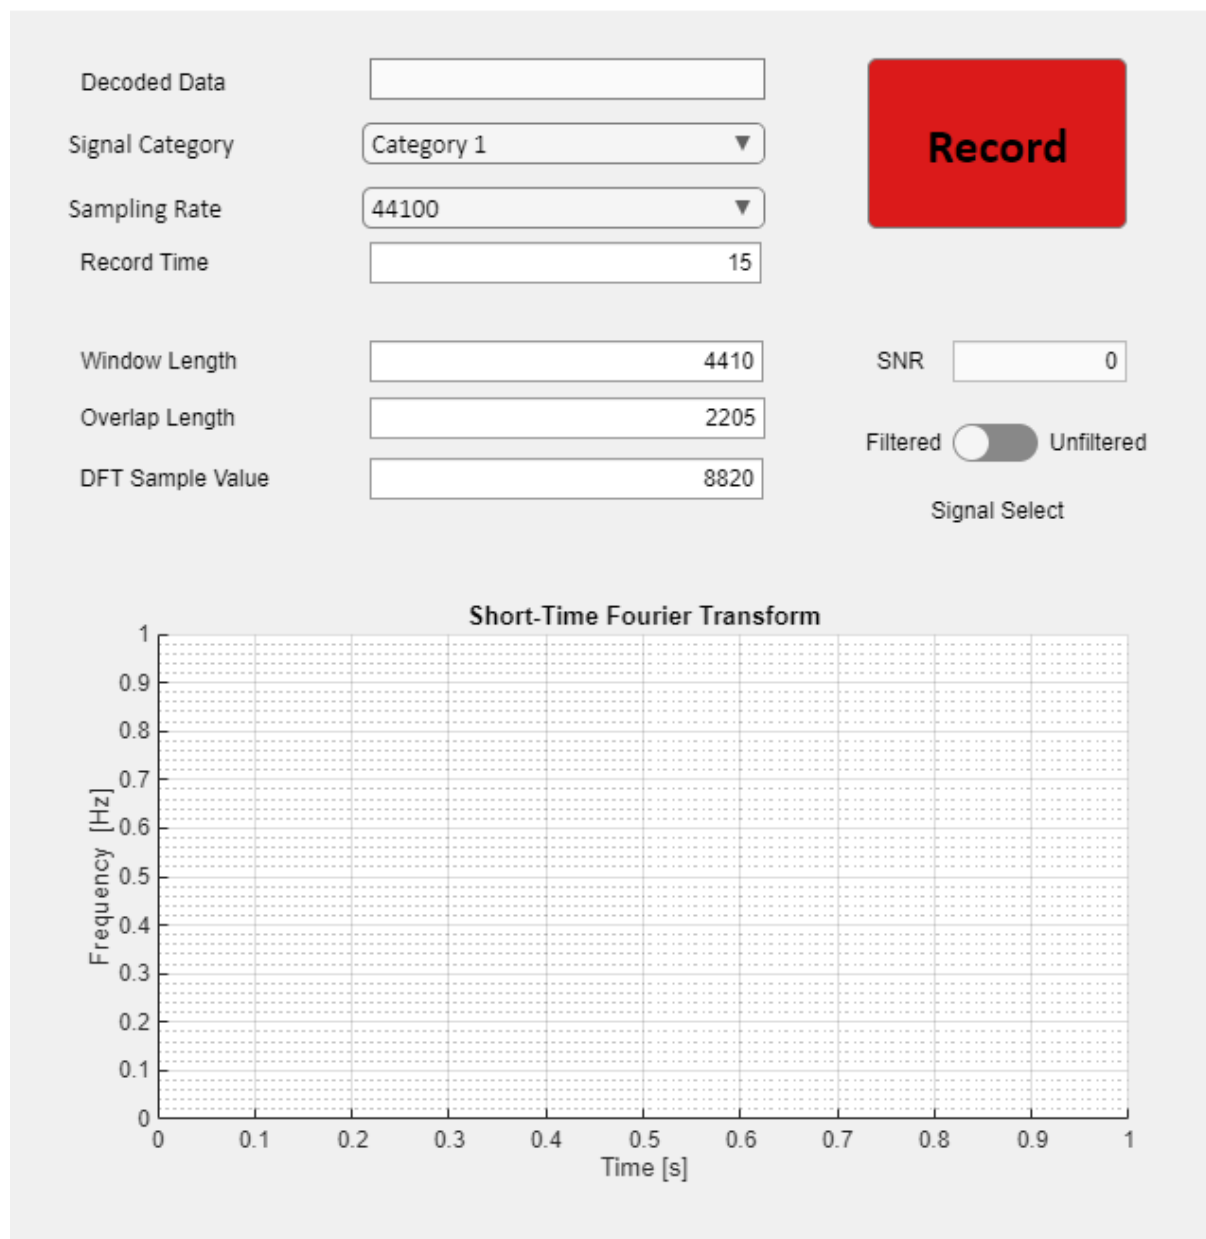 Decoded Data
Record
Signal Category
Category 1
Sampling Rate
44100
Record Time
15
Window Length
4410
SNR
0
Overlap Length
2205
Filtered
Unfiltered
DFT Sample Value
8820
Signal Select
Short-Time Fourier Transform
1
0.9
0.8
0.7
0.6
0.5
0.4
0.3
0.2
0.1
0
Frequency [Hz]
0 0.1 0.2 0.3 0.4 0.5 0.6 0.7 0.8 0.9 1
Time [s]